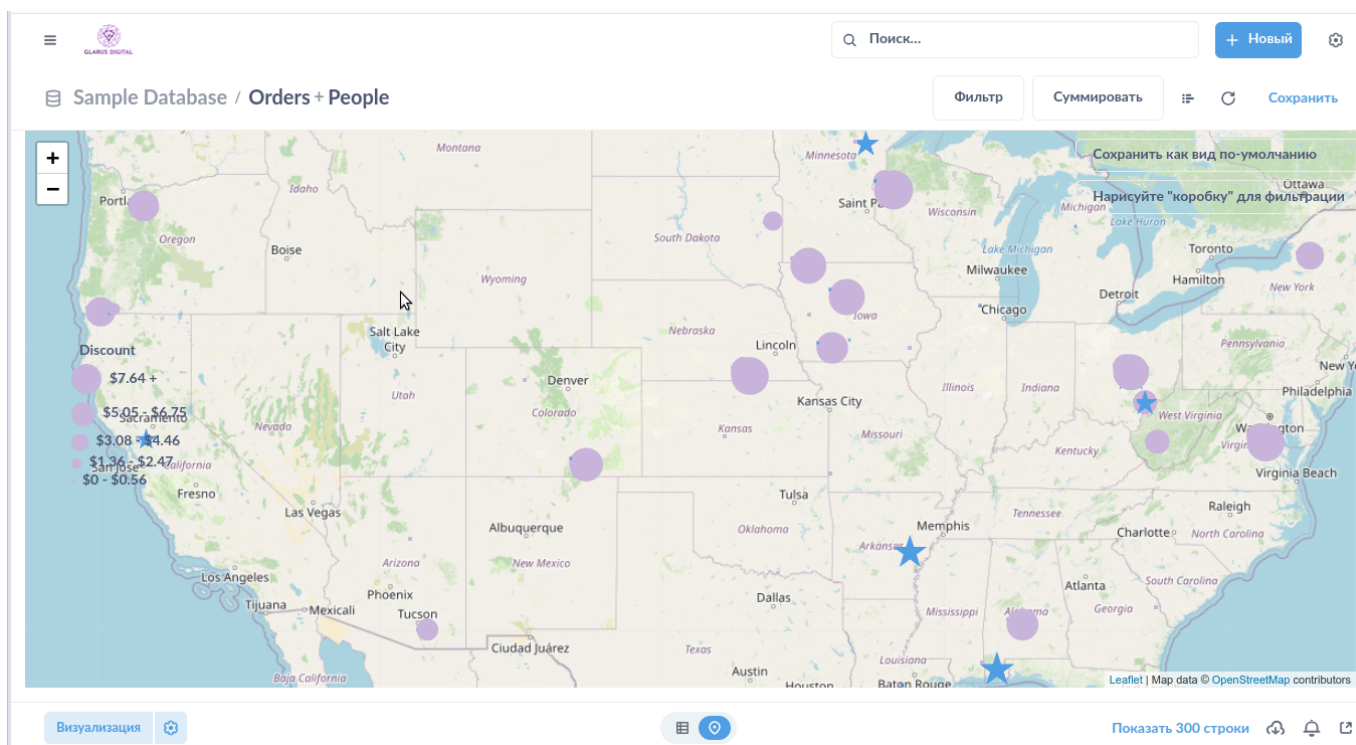 GLARUS DIGITAL
Поиск...
+ Новый
Sample Database / Orders + People
Фильтр
Суммировать
Сохранить
+
−
Сохранить как вид по-умолчанию
Нарисуйте "коробку" для фильтрации
Montana
Minnesota
Ottawa
Idaho
Portl
Saint P
Wisconsin
Michigan
Lake Huron
Oregon
Boise
South Dakota
Lake Michigan
Toronto
Wyoming
Milwaukee
Hamilton
New York
Detroit
Chicago
Iowa
Salt Lake
City
Nebraska
Lincoln
Pennsylvania
Discount
$7.64 +
$5.05 - $6.75
$3.08 - $4.46
$1.36 - $2.47
$0 - $0.56
New Y
Denver
Utah
Colorado
Kansas City
Illinois
Indiana
Philadelphia
Sacramento
Nevada
Kansas
Missouri
West Virginia
Kentucky
San Jose
California
Virginia Beach
Fresno
Las Vegas
Tulsa
Raleigh
Albuquerque
Oklahoma
Memphis
Tennessee
Charlotte
North Carolina
Arizona
New Mexico
Arkansas
Los Angeles
Phoenix
Atlanta
South Carolina
Tijuana
Mexicali
Tucson
Dallas
Mississippi
Alabama
Georgia
Ciudad Juárez
Texas
Louisiana
Baja California
Austin
Houston
Baton Rouge
Leaflet | Map data © OpenStreetMap contributors
Визуализация
Показать 300 строки